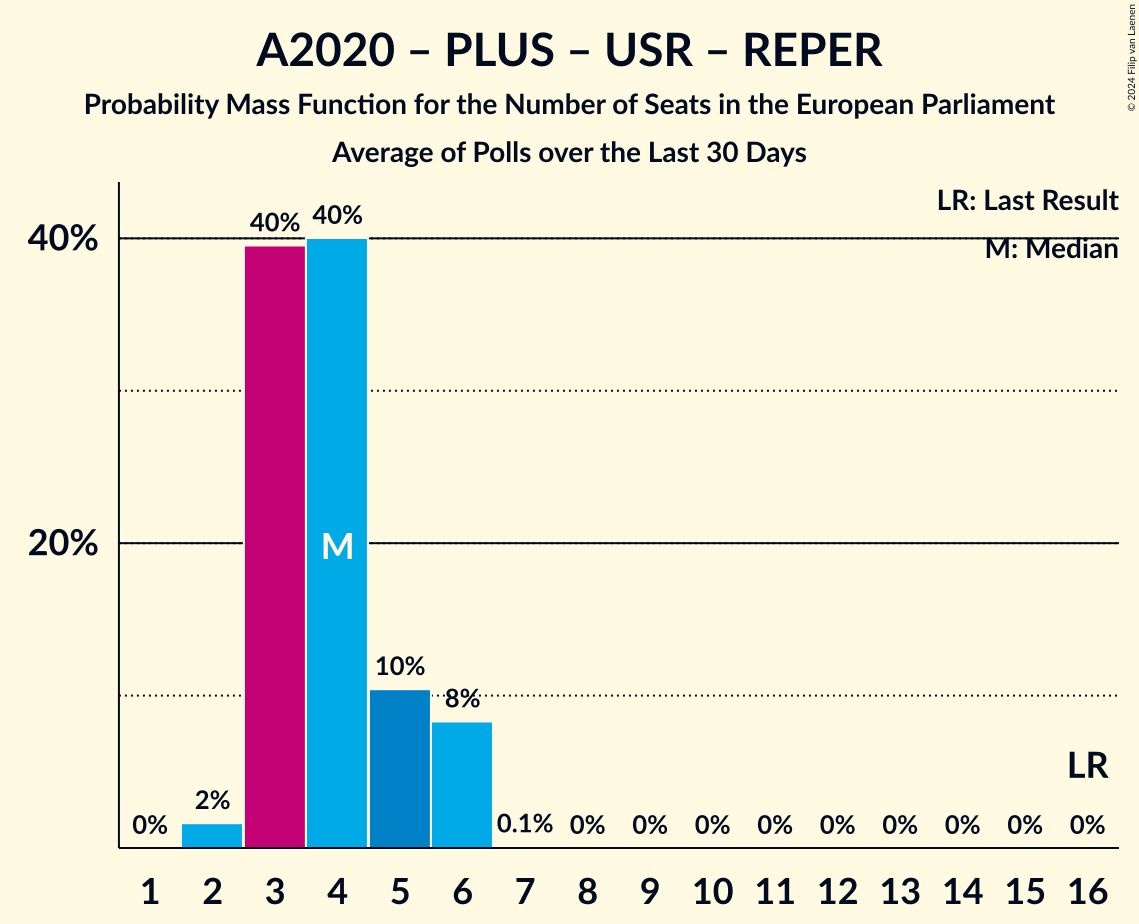 A2020 – PLUS – USR – REPER
Probability Mass Function for the Number of Seats in the European Parliament
Average of Polls over the Last 30 Days
© 2024 Filip van Laenen
LR: Last Result
M: Median
40%
20%
40%
40%
M
10%
8%
LR
0%
2%
0.1%
0%
0%
0%
0%
0%
0%
0%
0%
0%
1 2 3 4 5 6 7 8 9 10 11 12 13 14 15 16